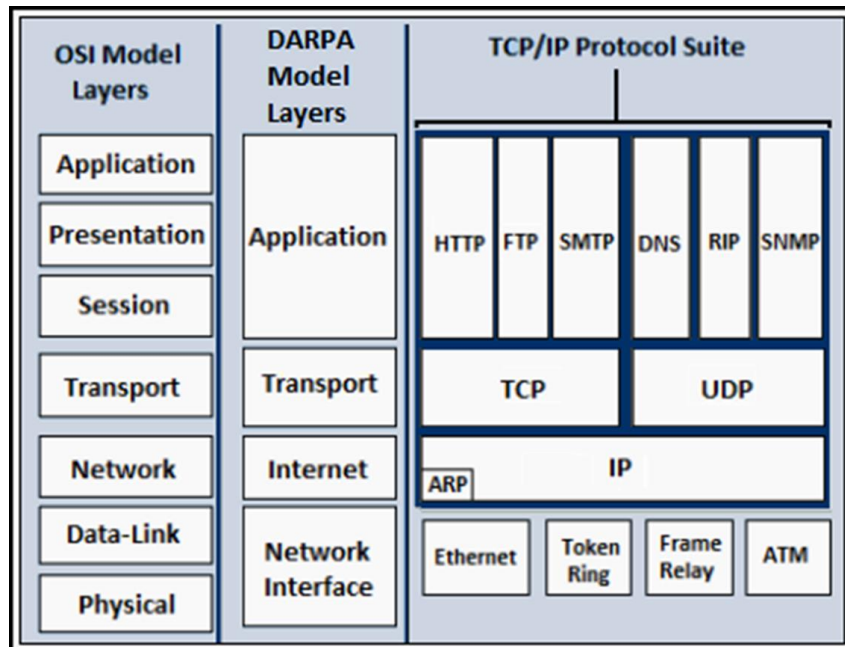 OSI Model
Layers
Application
Presentation
Session
Transport
Network
Data-Link
Physical
DARPA
Model
Layers
Application
Transport
Internet
Network
Interface
TCP/IP Protocol Suite
HTTP FTP SMTP DNS RIP SNMP
TCP UDP
IP
ARP
Ethernet
Token
Ring
Frame
Relay
ATM